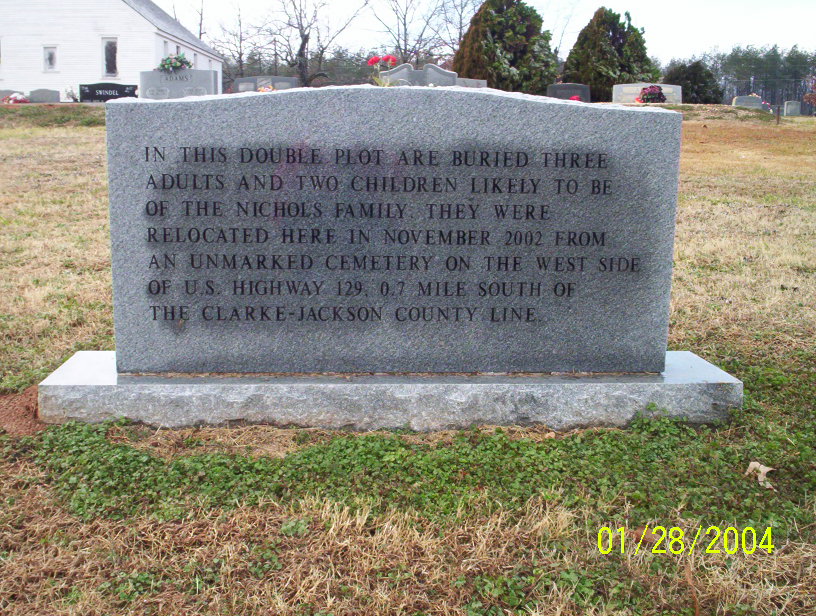 SWINDEL
ADAMS
IN THIS DOUBLE PLOT ARE BURIED THREE
ADULTS AND TWO CHILDREN LIKELY TO BE
OF THE NICHOLS FAMILY. THEY WERE
RELOCATED HERE IN NOVEMBER 2002 FROM
AN UNMARKED CEMETERY ON THE WEST SIDE
OF U.S. HIGHWAY 129, 0.7 MILE SOUTH OF
THE CLARKE-JACKSON COUNTY LINE.
01/28/2004